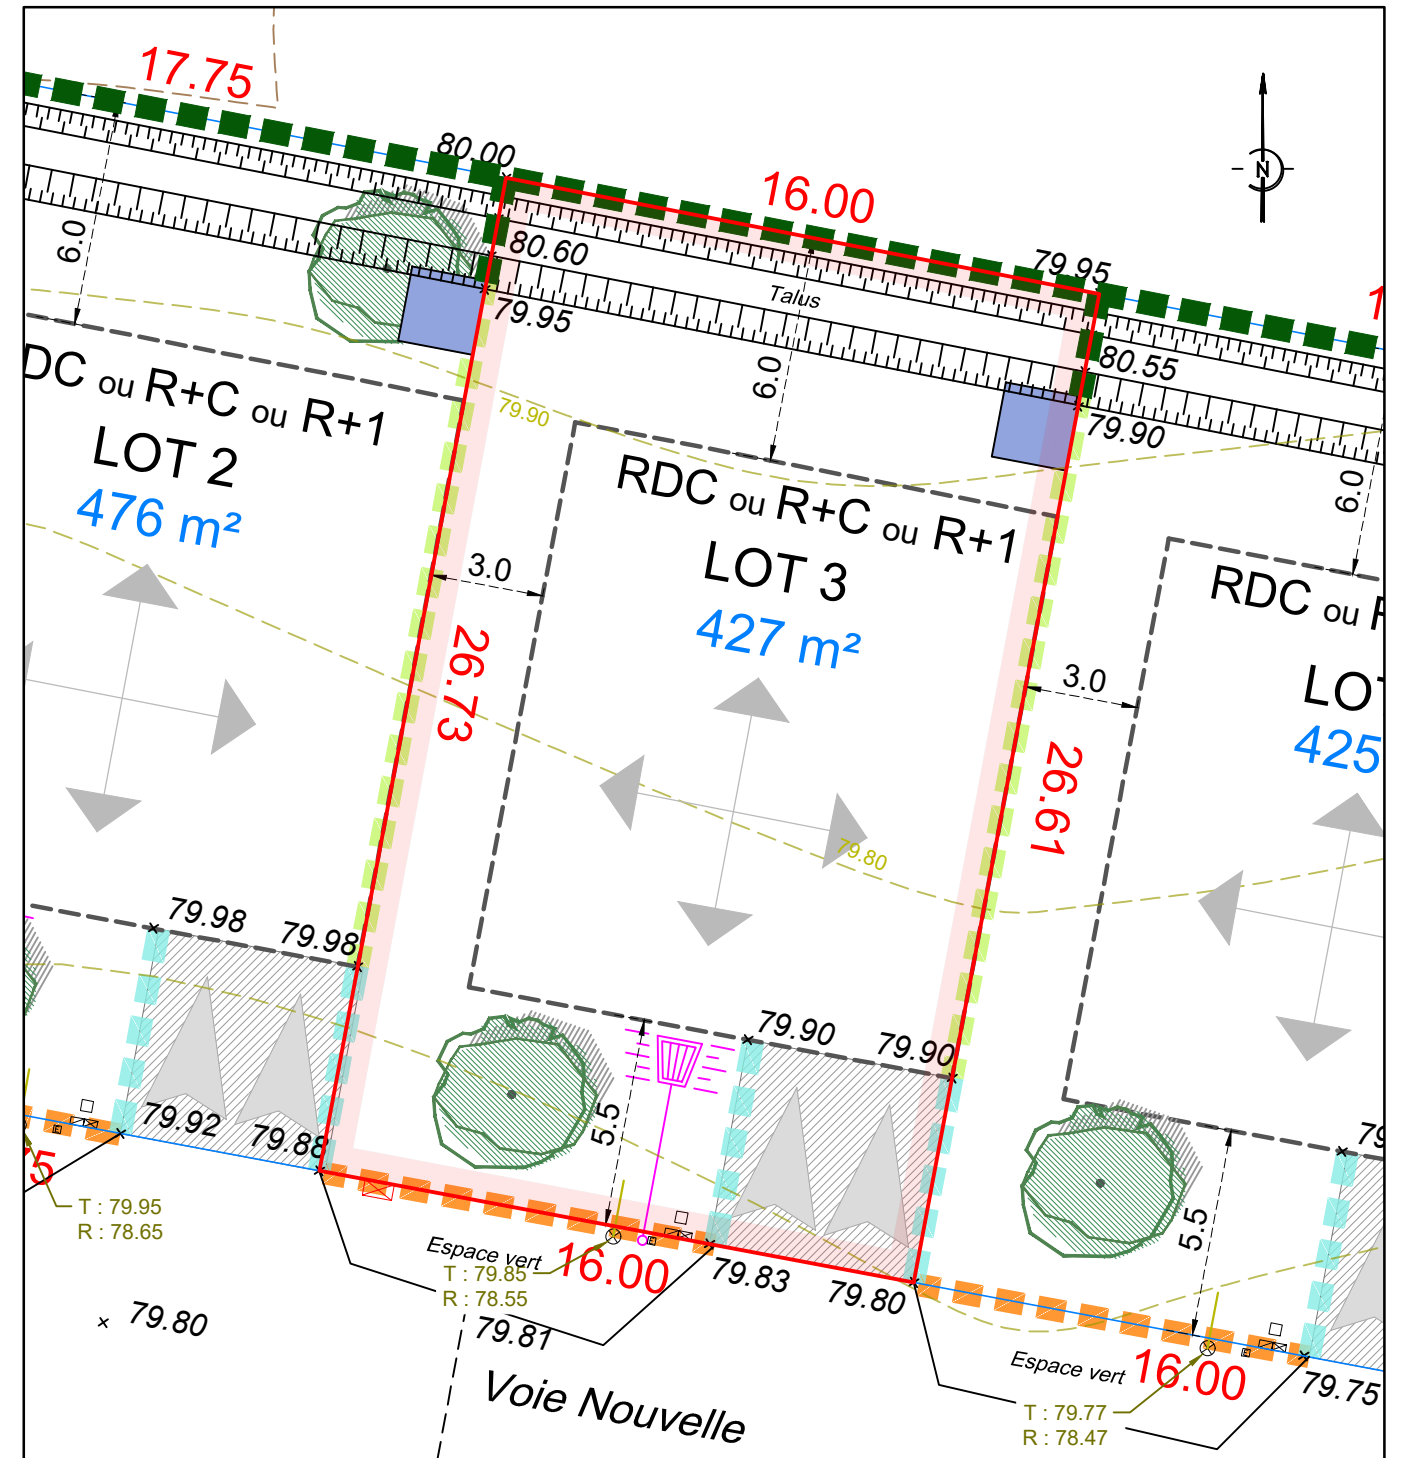 17.75
80.00
16.00
N
79.95
6.0
80.60
79.95
Talus
80.55
79.90
6.0
6.0
DC ou R+C ou R+1
LOT 2
476 m²
79.90
RDC ou R+C ou R+1
LOT 3
427 m²
RDC ou
LOT
425
3.0
3.0
26.73
26.61
79.80
79.98
79.98
79.90
79.90
79.92
79.88
5.5
5.5
T : 79.95
R : 78.65
Espace vert
16.00
T : 79.85
R : 78.55
79.83
79.80
79.81
79.80
Voie Nouvelle
Espace vert
16.00
T : 79.77
R : 78.47
79.75